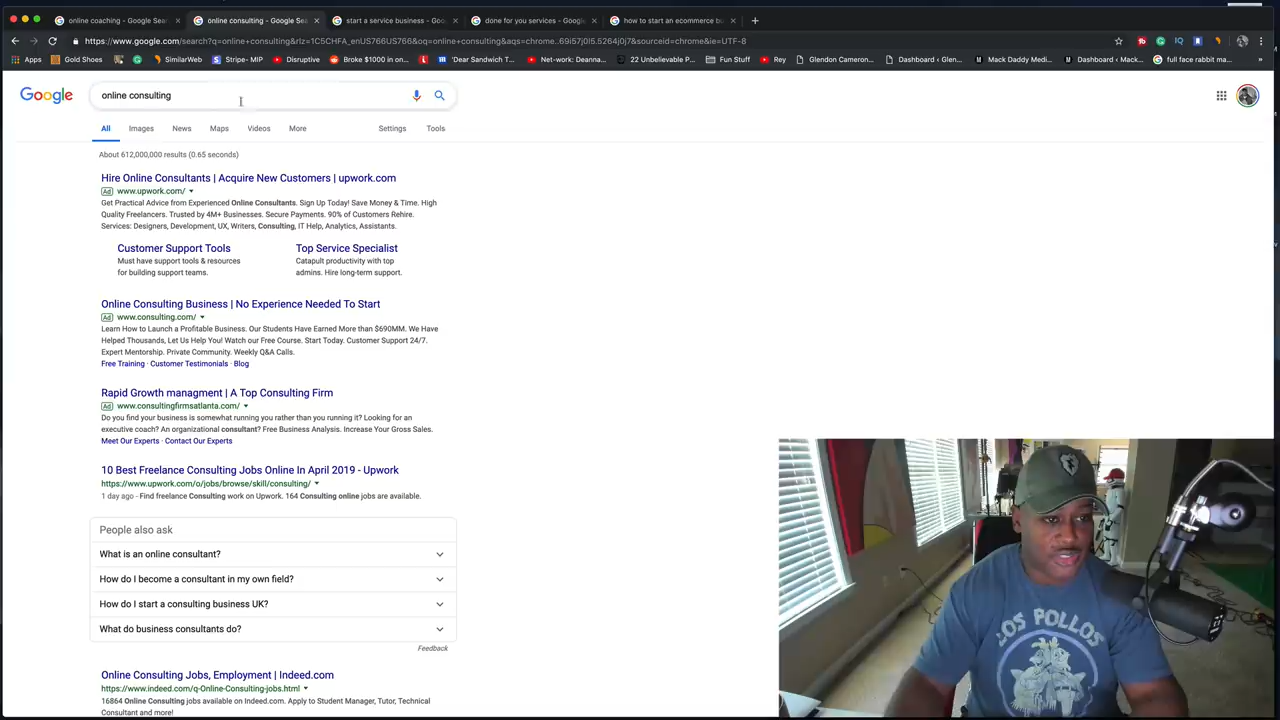 online coaching - Google Sear
online consulting - Google Sea
start a service business - Goo
done for you services - Google
how to start an ecommerce bu
https://www.google.com/search?q=online+consulting&rlz=1C5CHFA_enUS766US766&oq=online+consulting&aqs=chrome..69i57j0l5.5264j0j7&sourceid=chrome&ie=UTF-8
Apps
Gold Shoes
SimilarWeb
Stripe- MIP
Disruptive
Broke $1000 in on...
'Dear Sandwich T...
Net-work: Deanna...
22 Unbelievable P...
Fun Stuff
Rey
Glendon Cameron...
Dashboard ‹ Glen...
Mack Daddy Medi...
Dashboard ‹ Mack...
full face rabbit ma...
Google
online consulting
All Images News Maps Videos More Settings Tools
About 612,000,000 results (0.65 seconds)
Hire Online Consultants | Acquire New Customers | upwork.com
Ad www.upwork.com/
Get Practical Advice from Experienced Online Consultants. Sign Up Today! Save Money & Time. High
Quality Freelancers. Trusted by 4M+ Businesses. Secure Payments. 90% of Customers Rehire.
Services: Designers, Development, UX, Writers, Consulting, IT Help, Analytics, Assistants.
Customer Support Tools
Must have support tools & resources
for building support teams.
Top Service Specialist
Catapult productivity with top
admins. Hire long-term support.
Online Consulting Business | No Experience Needed To Start
Ad www.consulting.com/
Learn How to Launch a Profitable Business. Our Students Have Earned More than $690MM. We Have
Helped Thousands, Let Us Help You! Watch our Free Course. Start Today. Customer Support 24/7.
Expert Mentorship. Private Community. Weekly Q&A Calls.
Free Training · Customer Testimonials · Blog
Rapid Growth managment | A Top Consulting Firm
Ad www.consultingfirmsatlanta.com/
Do you find your business is somewhat running you rather than you running it? Looking for an
executive coach? An organizational consultant? Free Business Analysis. Increase Your Gross Sales.
Meet Our Experts · Contact Our Experts
10 Best Freelance Consulting Jobs Online In April 2019 - Upwork
https://www.upwork.com/o/jobs/browse/skill/consulting/
1 day ago - Find freelance Consulting work on Upwork. 164 Consulting online jobs are available.
People also ask
What is an online consultant?
How do I become a consultant in my own field?
How do I start a consulting business UK?
What do business consultants do?
Feedback
Online Consulting Jobs, Employment | Indeed.com
https://www.indeed.com/q-Online-Consulting-jobs.html
16864 Online Consulting jobs available on Indeed.com. Apply to Student Manager, Tutor, Technical
Consultant and more!
LOS POLLOS